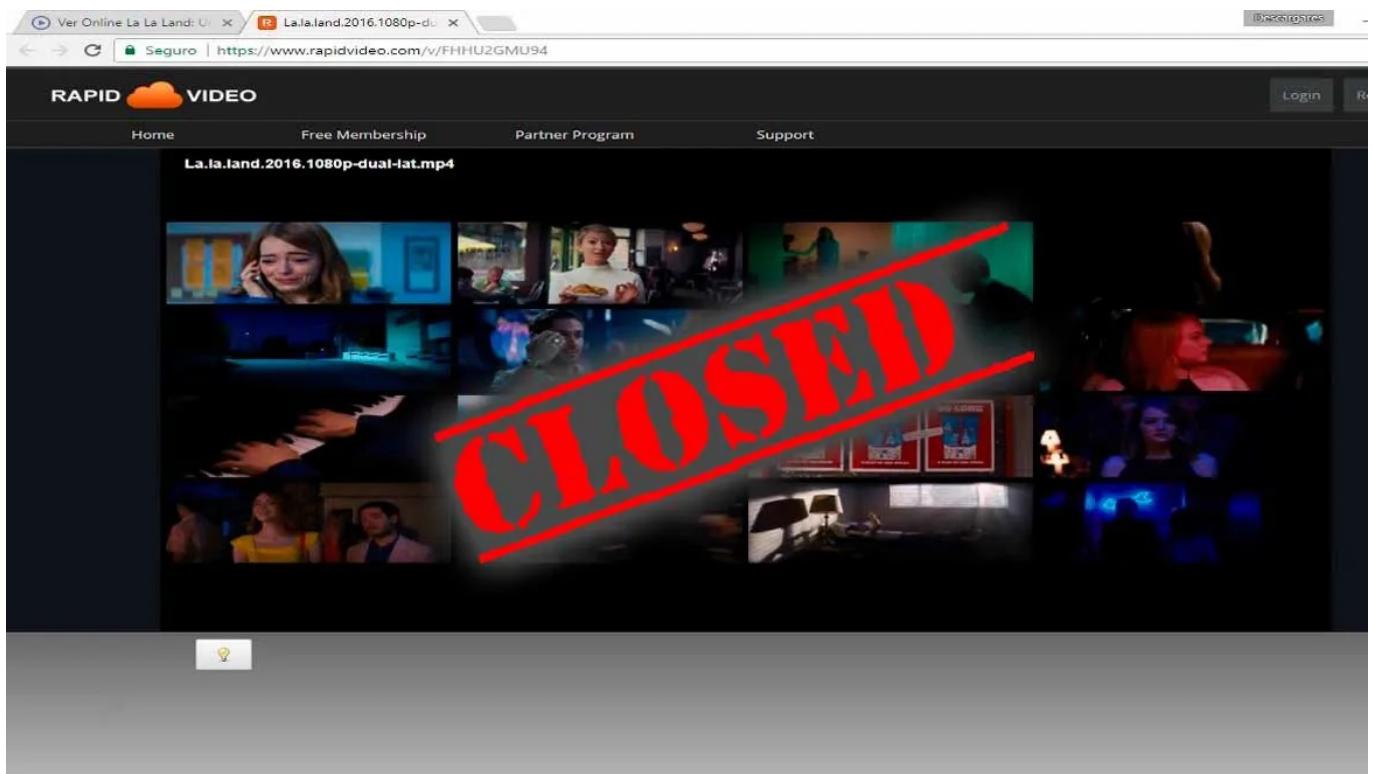 Ver Online La La Land: U
La.la.land.2016.1080p-du
Descargares
Seguro | https://www.rapidvideo.com/v/FHHU2GMU94
RAPID VIDEO
Login
Re
Home Free Membership Partner Program Support
La.la.land.2016.1080p-dual-lat.mp4
CLOSED